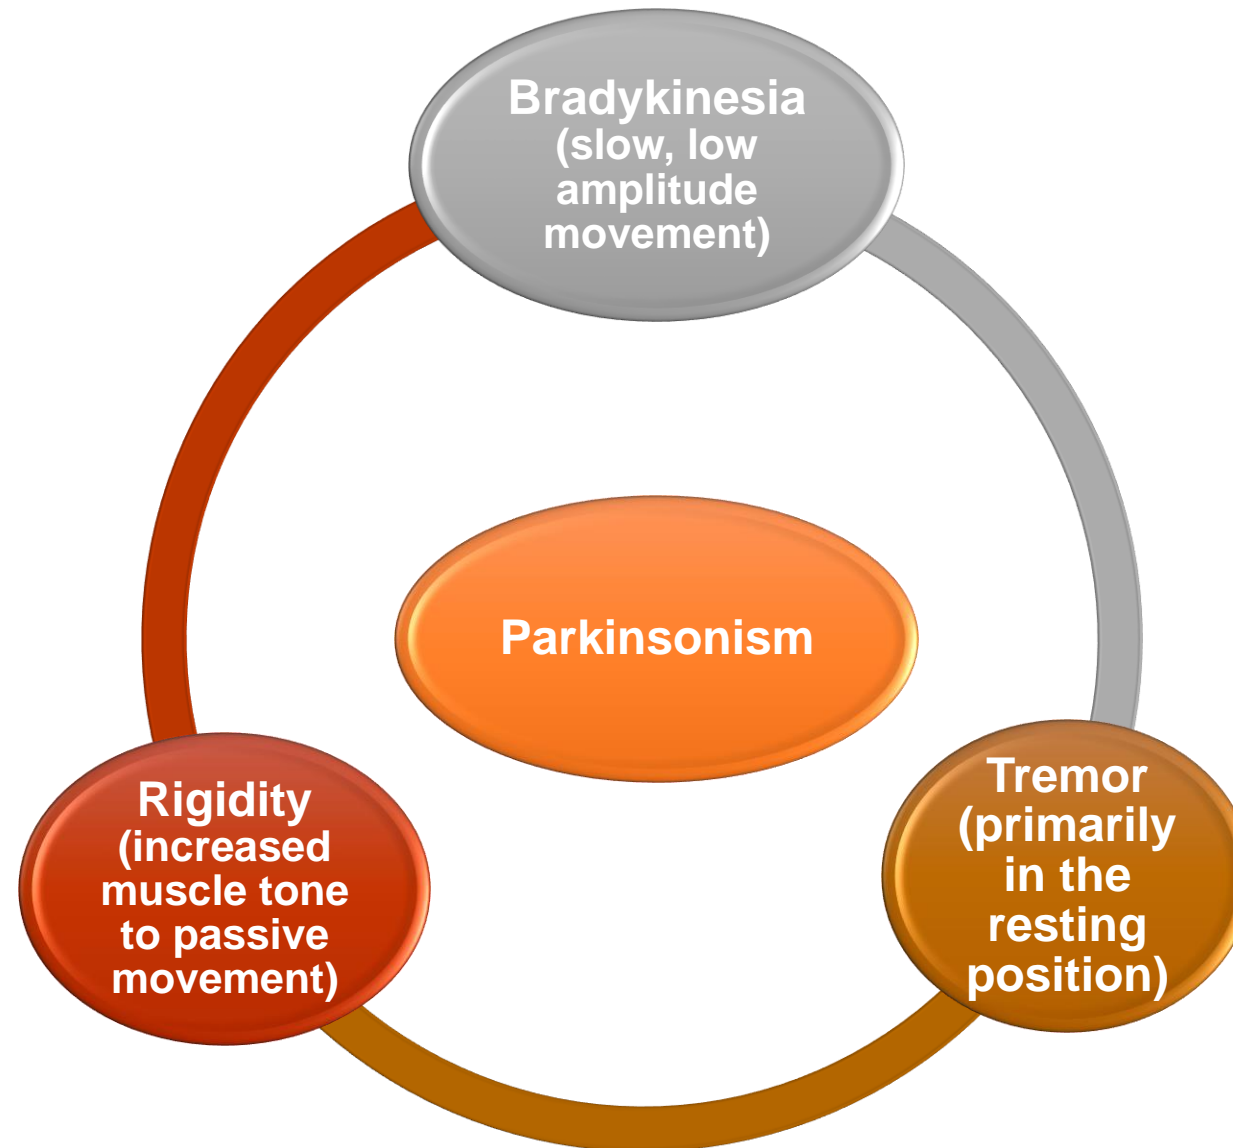 Bradykinesia
(slow, low
amplitude
movement)
Parkinsonism
Rigidity
(increased
muscle tone
to passive
movement)
Tremor
(primarily
in the
resting
position)